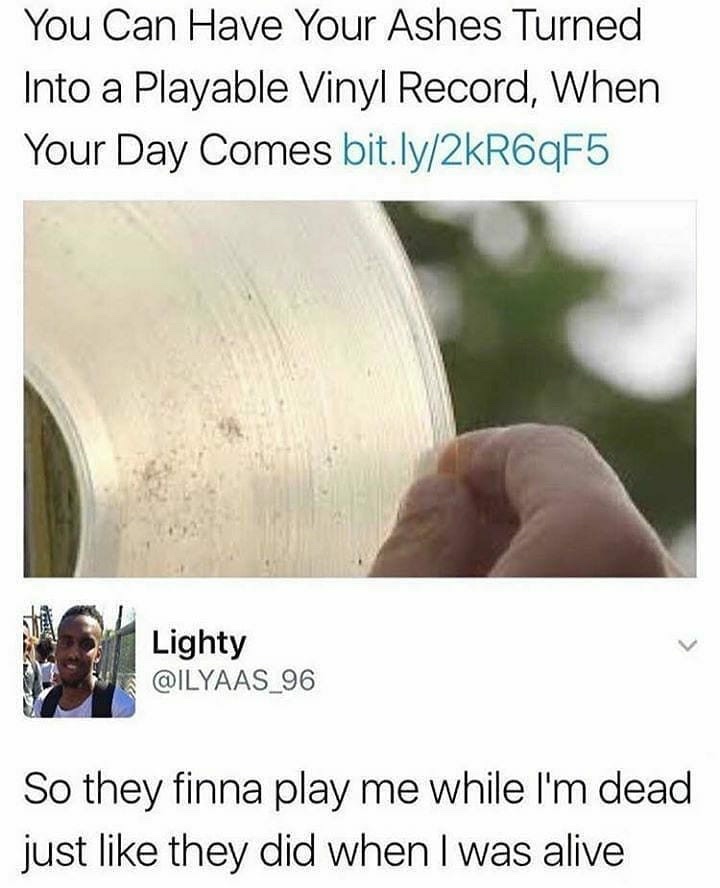 You Can Have Your Ashes Turned
Into a Playable Vinyl Record, When
Your Day Comes bit.ly/2kR6qF5
Lighty
@ILYAAS_96
So they finna play me while I'm dead
just like they did when I was alive